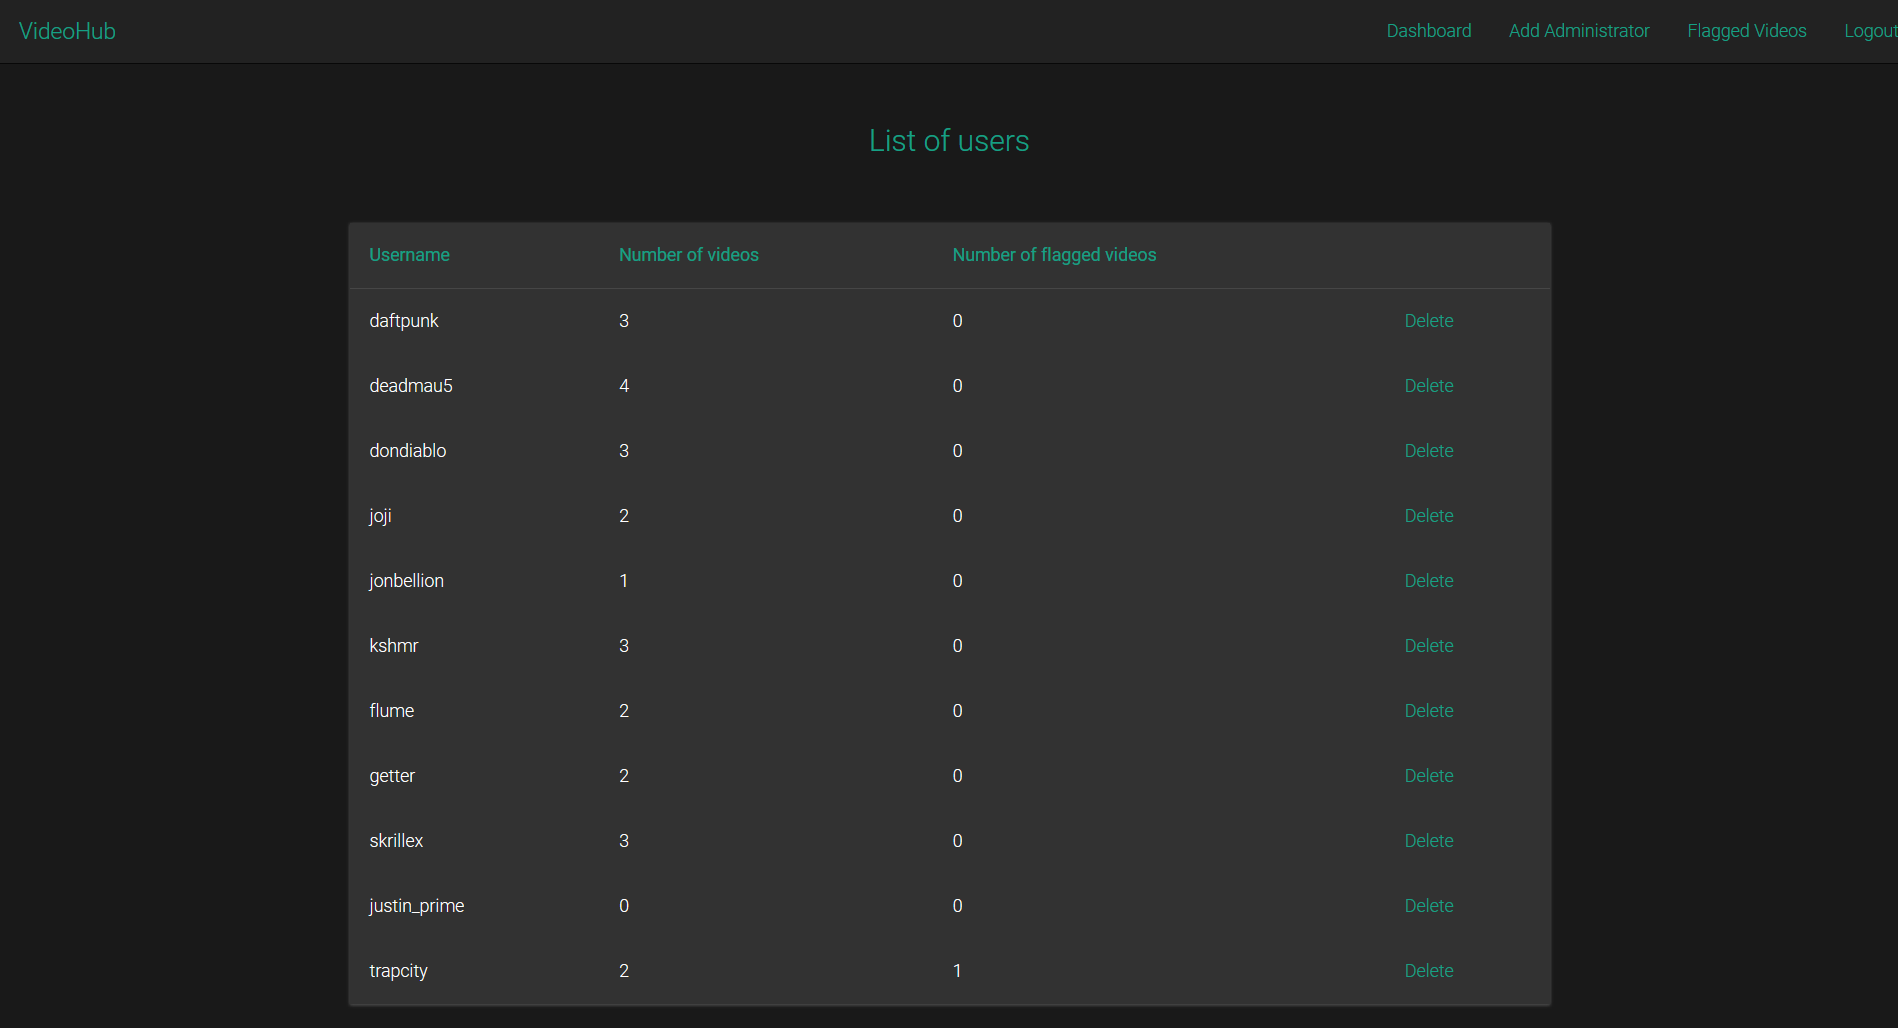 VideoHub Dashboard Add Administrator Flagged Videos Logout
List of users
Username Number of videos Number of flagged videos
daftpunk 3 0 Delete
deadmau5 4 0 Delete
dondiablo 3 0 Delete
joji 2 0 Delete
jonbellion 1 0 Delete
kshmr 3 0 Delete
flume 2 0 Delete
getter 2 0 Delete
skrillex 3 0 Delete
justin_prime 0 0 Delete
trapcity 2 1 Delete